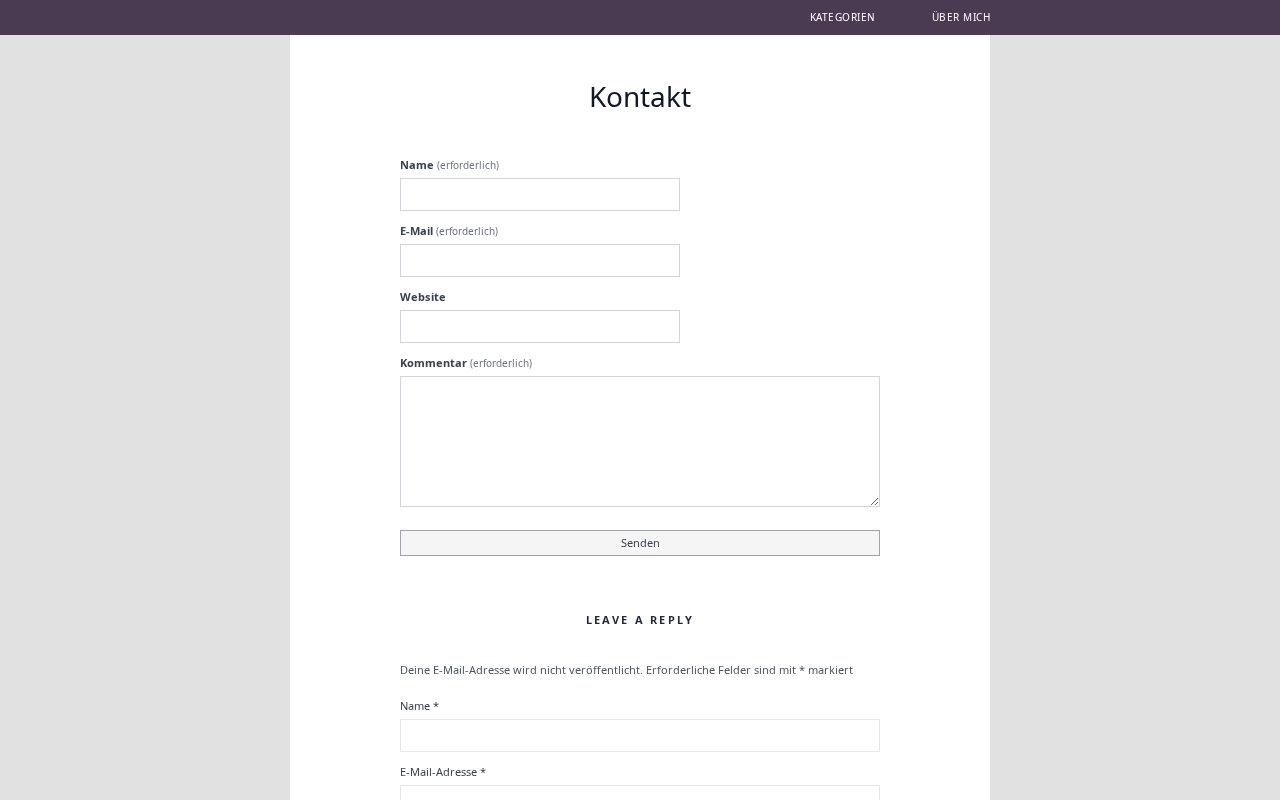 KATEGORIEN ÜBER MICH
Kontakt
Name (erforderlich)
E-Mail (erforderlich)
Website
Kommentar (erforderlich)
Senden
LEAVE A REPLY
Deine E-Mail-Adresse wird nicht veröffentlicht. Erforderliche Felder sind mit * markiert
Name *
E-Mail-Adresse *